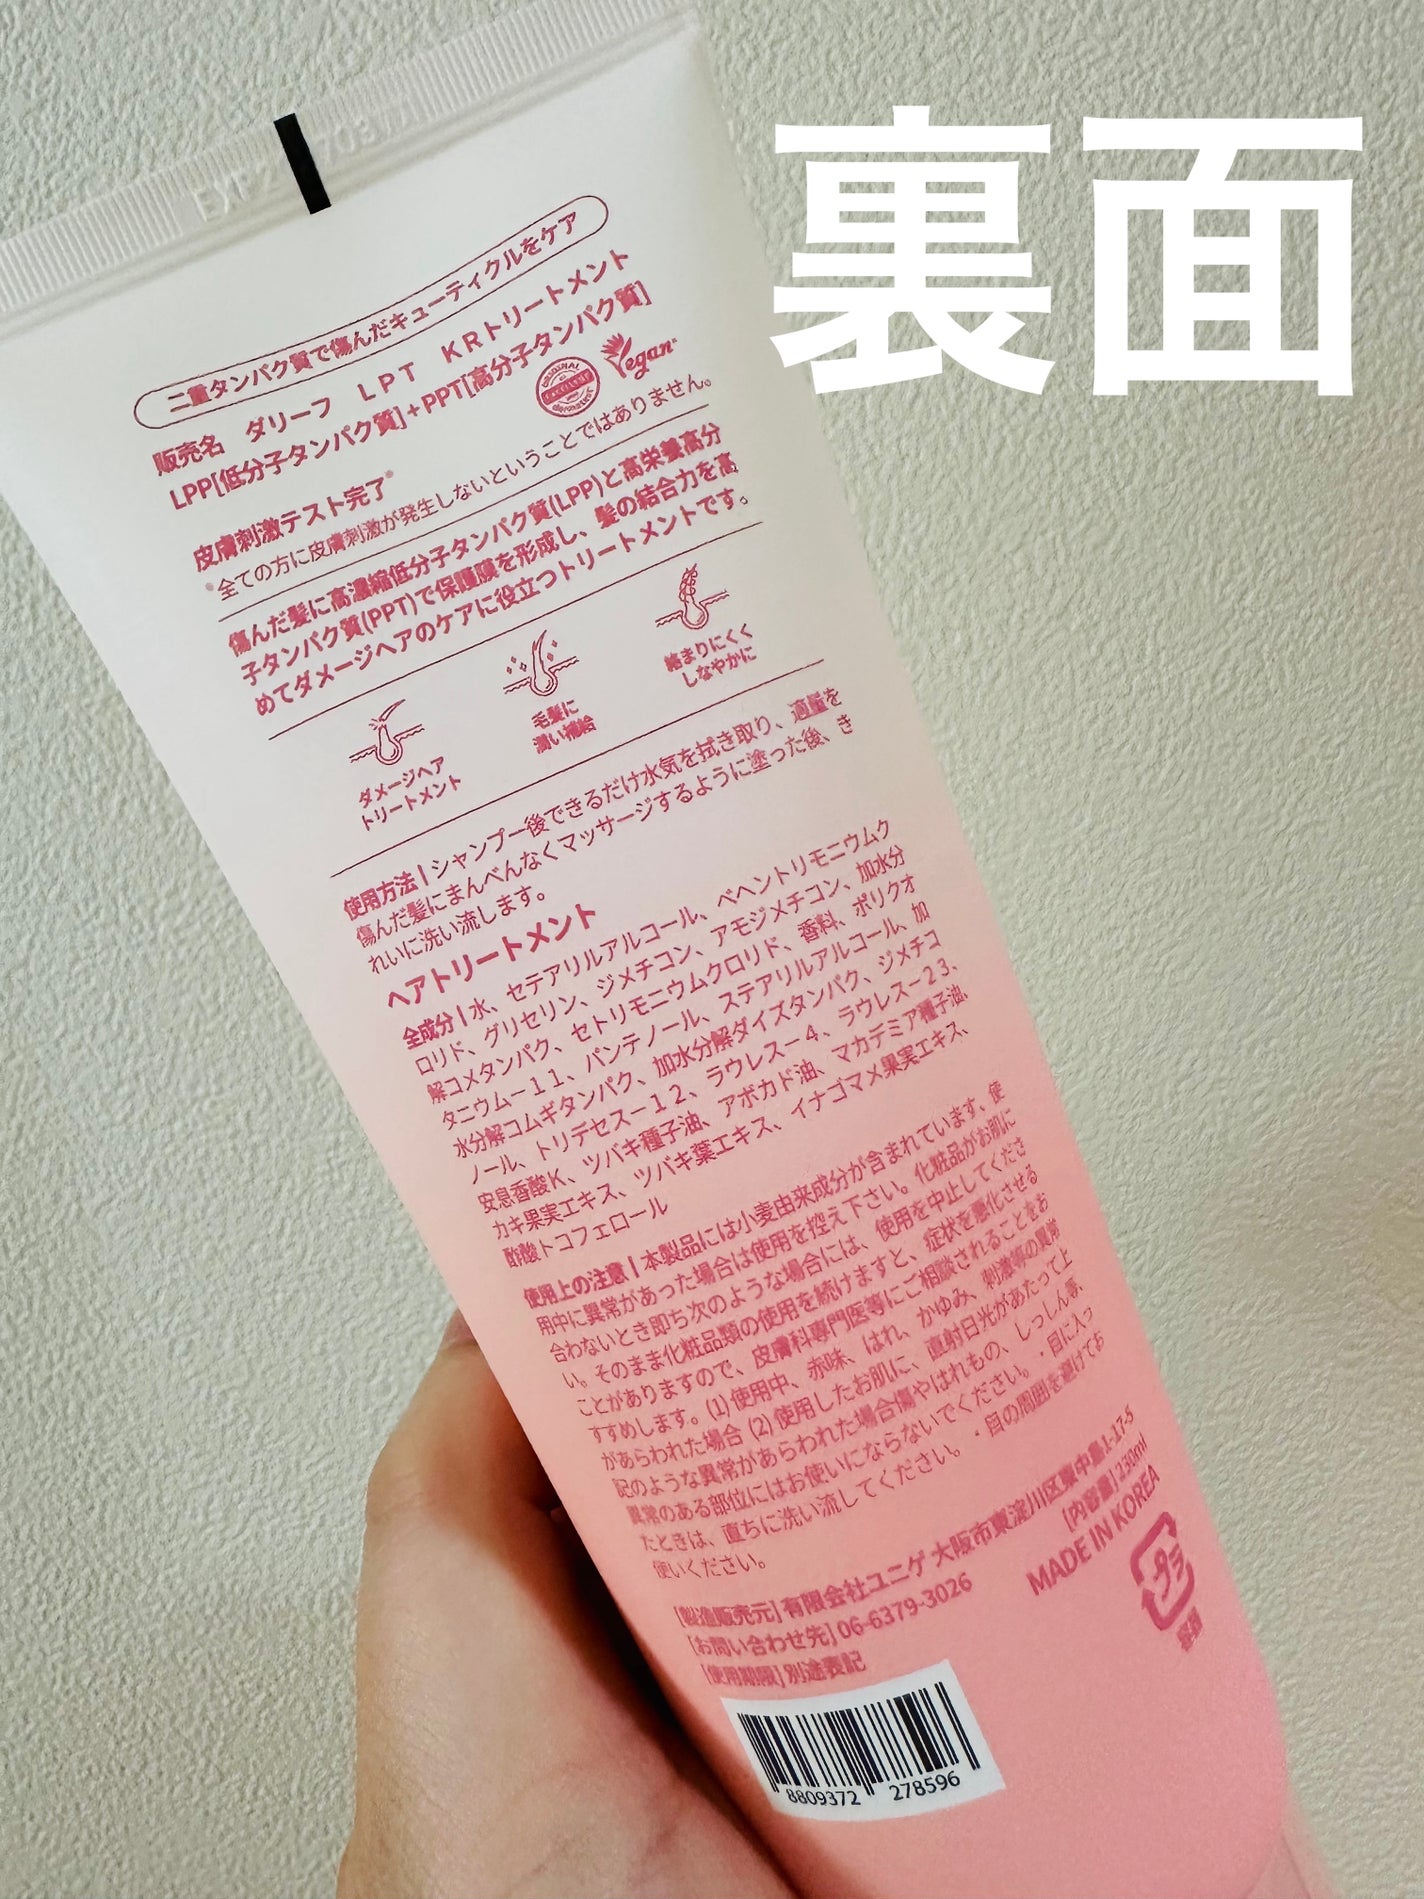 裏面
EXP
二重タンパク質で傷んだキューティクルをケア
販売名　ダリーフ　LPT　KRトリートメント
LPP[低分子タンパク質]+PPT[高分子タンパク質]
Vegan
皮膚刺激テスト完了*
*全ての方に皮膚刺激が発生しないということではありません。
傷んだ髪に高濃縮低分子タンパク質(LPP)と高栄養高分
子タンパク質(PPT)で保護膜を形成し、髪の結合力を高
めてダメージヘアのケアに役立つトリートメントです。
ダメージヘア
トリートメント
毛髪に
潤い補給
絡まりにくく
しなやかに
使用方法 | シャンプー後できるだけ水気を拭き取り、適量を
傷んだ髪にまんべんなくマッサージするように塗った後、き
れいに洗い流します。
ヘアトリートメント
全成分 | 水、セテアリルアルコール、ベヘントリモニウムク
ロリド、グリセリン、ジメチコン、アモジメチコン、加水分
解コメタンパク、セトリモニウムクロリド、香料、ポリクオ
タニウム－１１、パンテノール、ステアリルアルコール、加
水分解コムギタンパク、加水分解ダイズタンパク、ジメチコ
ノール、トリデセス－１２、ラウレス－４、ラウレス－２３、
安息香酸Ｋ、ツバキ種子油、アボカド油、マカデミア種子油、
カキ果実エキス、ツバキ葉エキス、イナゴマメ果実エキス、
酢酸トコフェロール
使用上の注意 | 本製品には小麦由来成分が含まれています、使
用中に異常があった場合は使用を控え下さい。化粧品がお肌に
合わないとき即ち次のような場合には、使用を中止してくださ
い。そのまま化粧品類の使用を続けますと、症状を悪化させる
ことがありますので、皮膚科専門医等にご相談されることをお
すすめします。(1) 使用中、赤味、はれ、かゆみ、刺激等の異常
があらわれた場合 (2) 使用したお肌に、直射日光があたって上
記のような異常があらわれた場合傷やはれもの、しっしん等、
異常のある部位にはお使いにならないでください。・目に入っ
たときは、直ちに洗い流してください。・目の周囲を避けてお
使いください。
[製造販売元] 有限会社ユニゲ 大阪市東淀川区東中島1-17-5
[お問い合わせ先] 06-6379-3026
[内容量] 230ml
[使用期限] 別途表記
MADE IN KOREA
プラ
8809372 278596